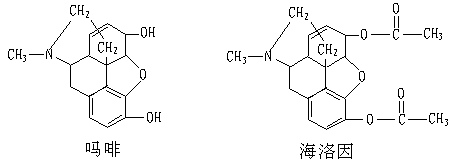 CH₂
OH
CH₂
CH₃ N
O
OH
吗啡
CH₂
O
O C CH₃
CH₂
CH₃ N
O
O
O C CH₃
海洛因